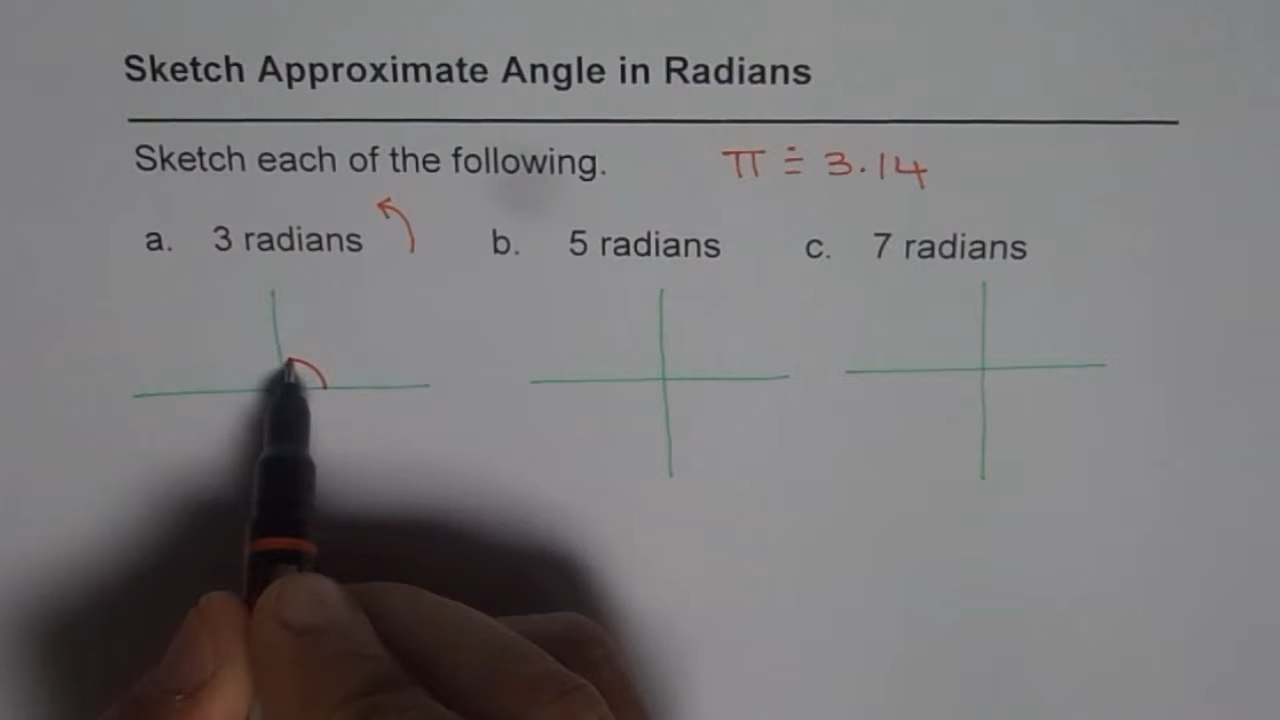 Sketch Approximate Angle in Radians
Sketch each of the following. π ≐ 3.14
a. 3 radians b. 5 radians c. 7 radians